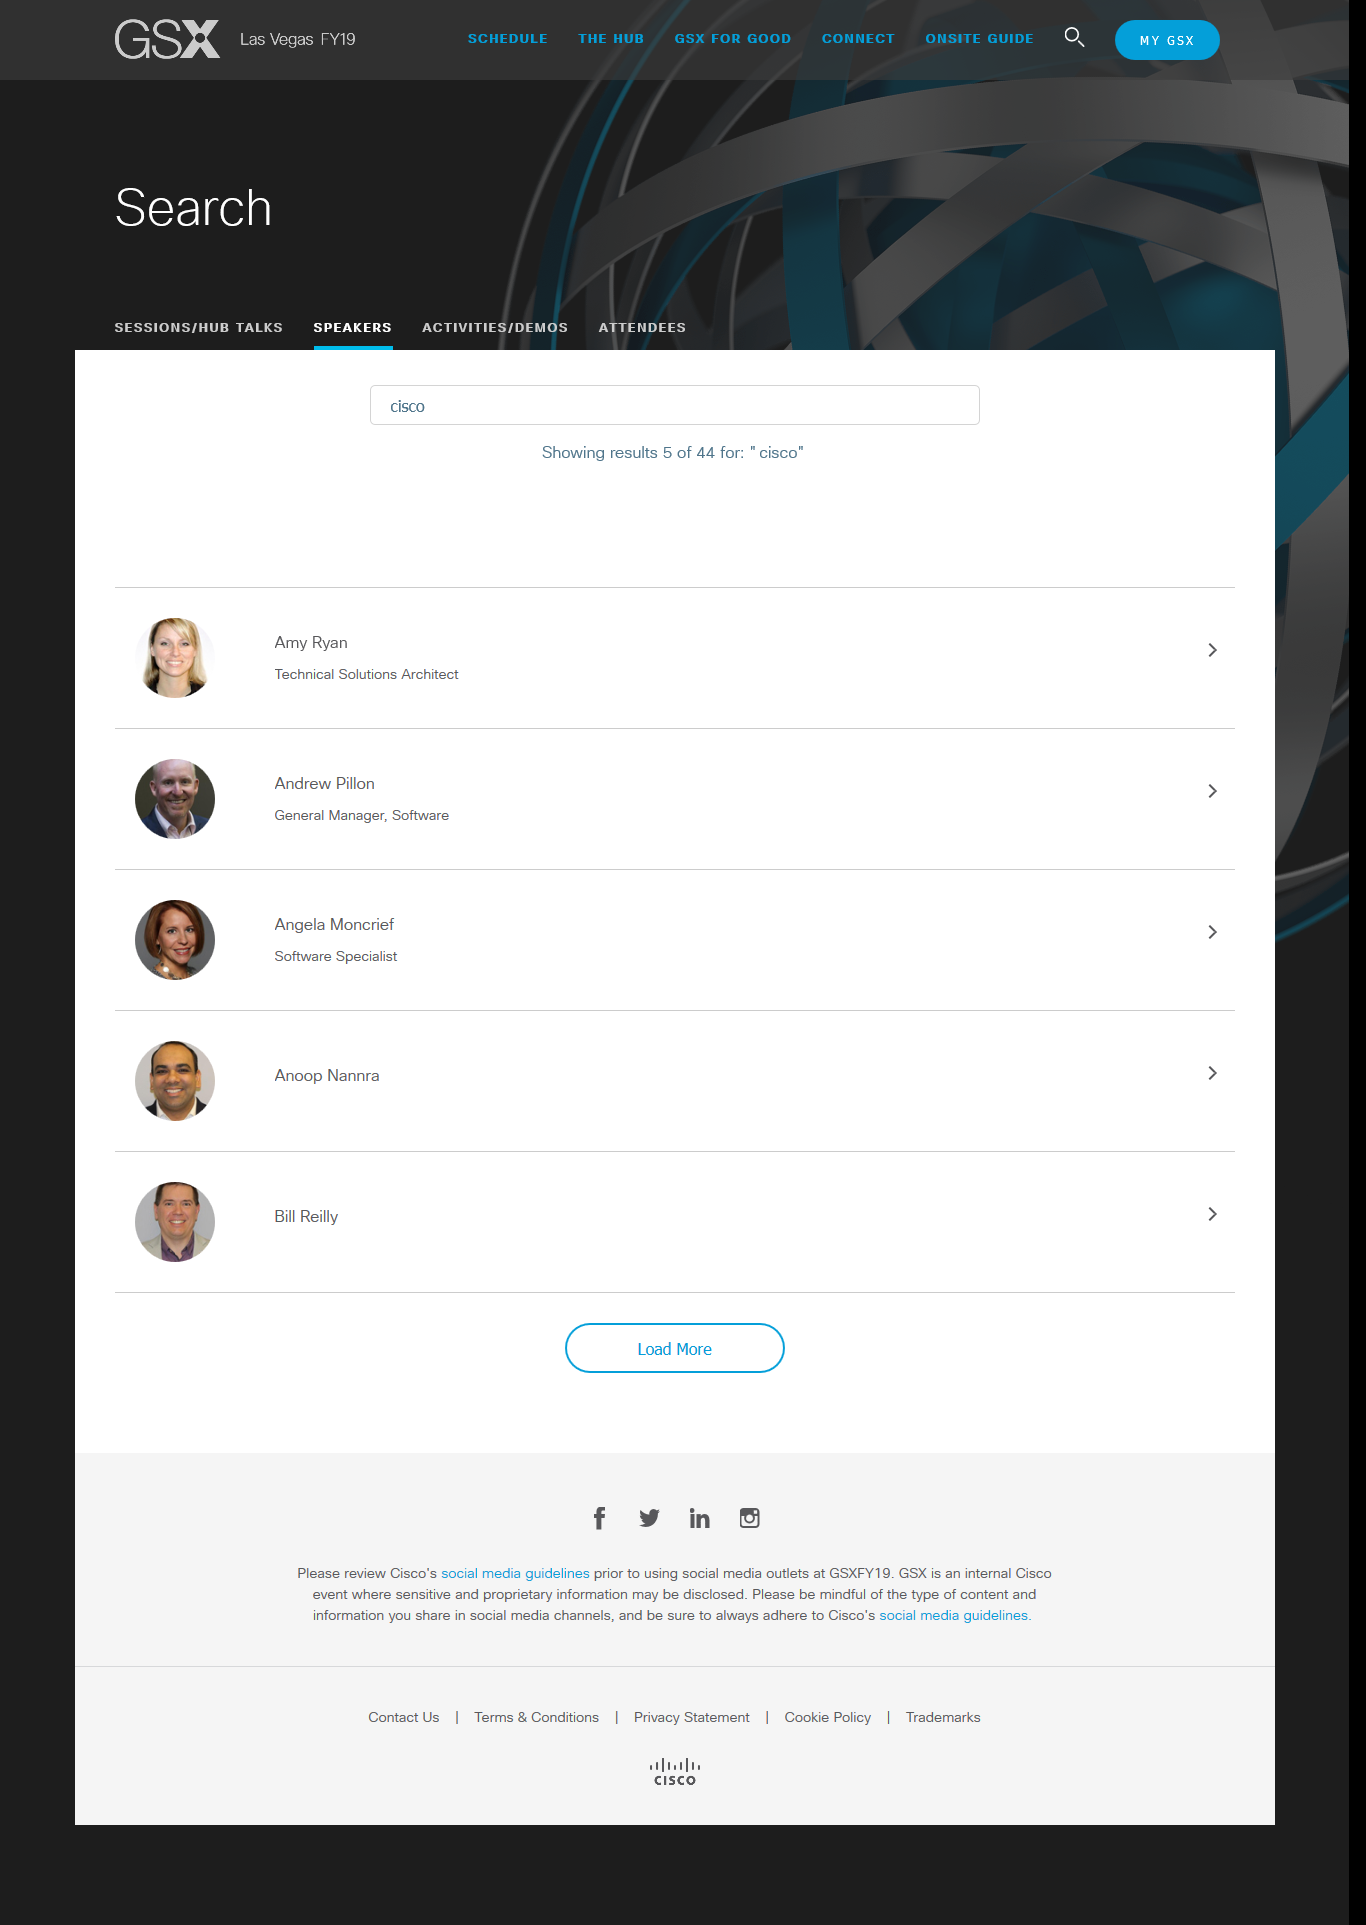 GSX Las Vegas FY19 SCHEDULE THE HUB GSX FOR GOOD CONNECT ONSITE GUIDE MY GSX
Search
SESSIONS/HUB TALKS SPEAKERS ACTIVITIES/DEMOS ATTENDEES
cisco
Showing results 5 of 44 for: "cisco"
Amy Ryan
Technical Solutions Architect
Andrew Pillon
General Manager, Software
Angela Moncrief
Software Specialist
Anoop Nannra
Bill Reilly
Load More
Please review Cisco's social media guidelines prior to using social media outlets at GSXFY19. GSX is an internal Cisco
event where sensitive and proprietary information may be disclosed. Please be mindful of the type of content and
information you share in social media channels, and be sure to always adhere to Cisco's social media guidelines.
Contact Us | Terms & Conditions | Privacy Statement | Cookie Policy | Trademarks
CISCO